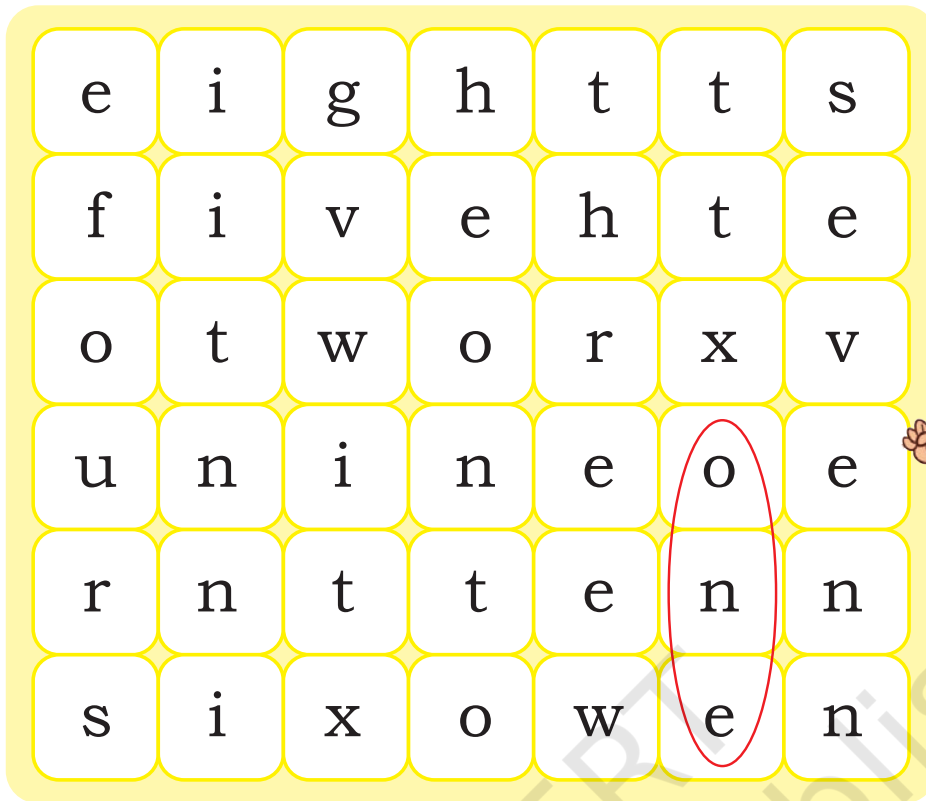 e i g h t t s
f i v e h t e
o t w o r x v
u n i n e o e
r n t t e n n
s i x o w e n